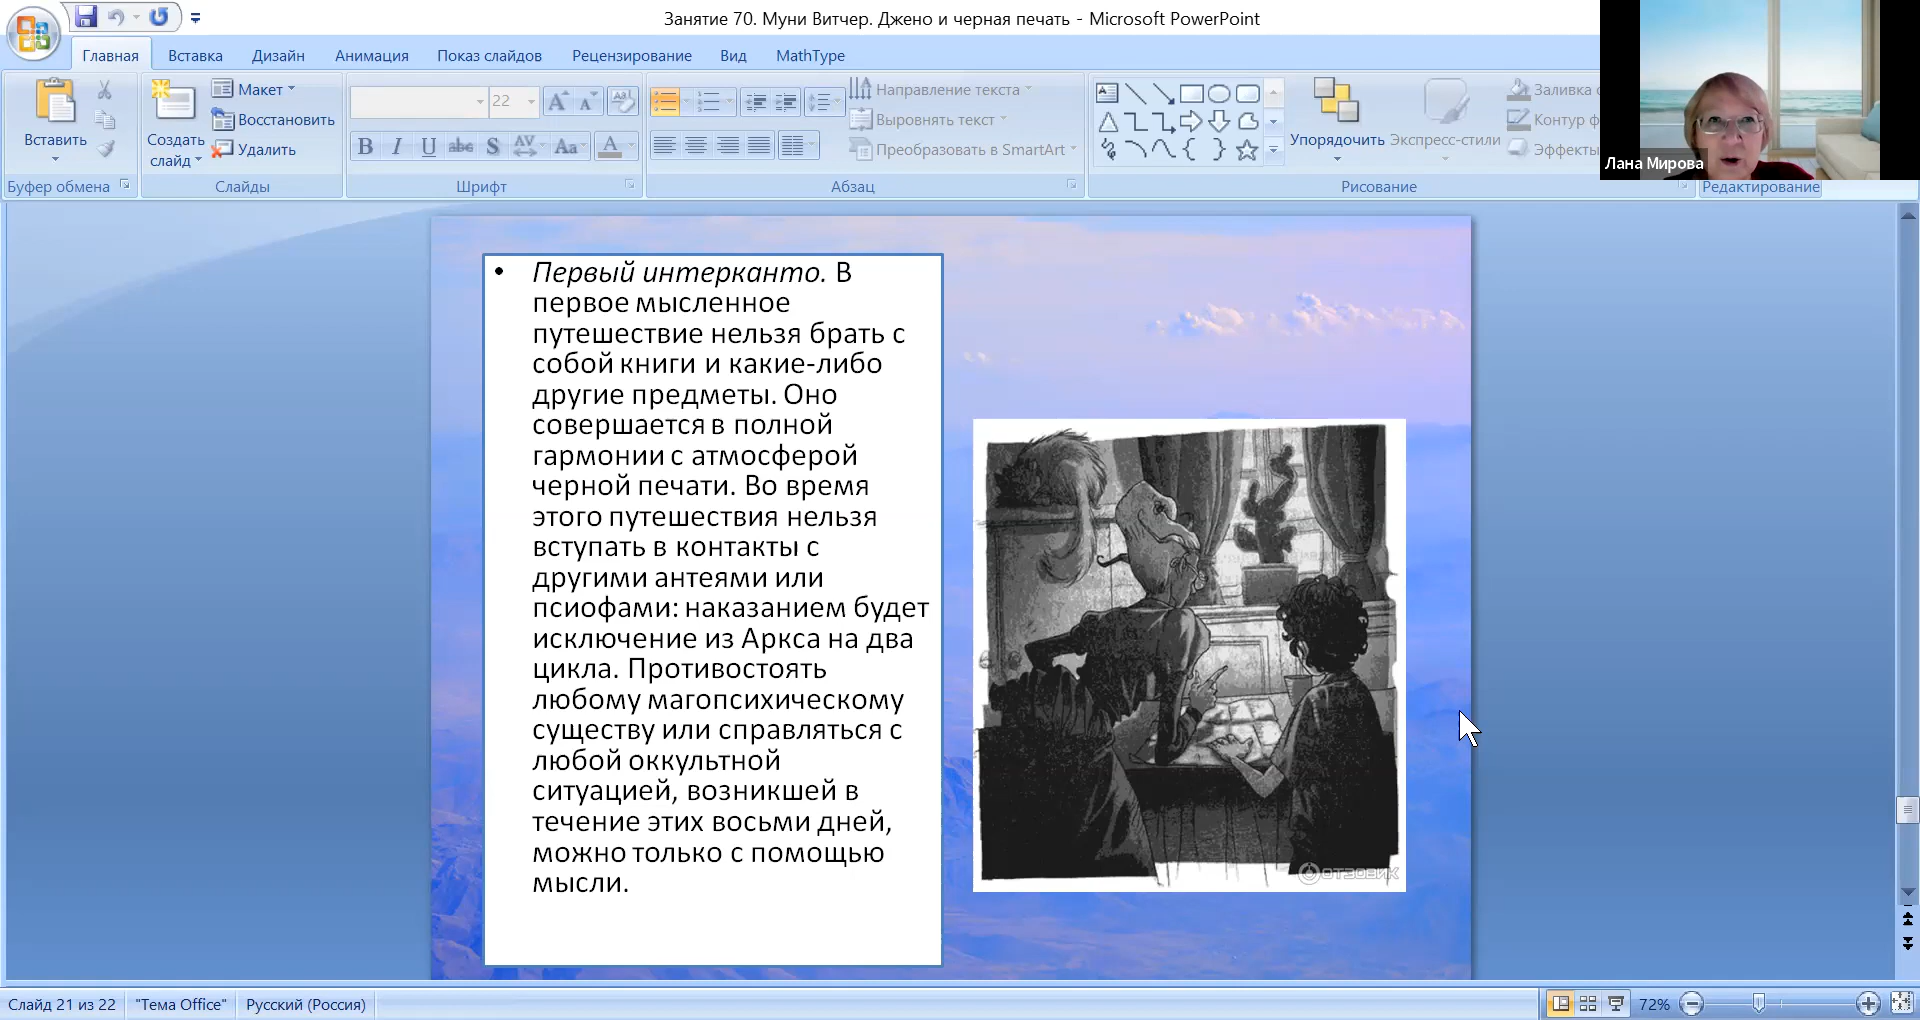 Занятие 70. Муни Витчер. Джено и черная печать - Microsoft PowerPoint
Главная
Вставка
Дизайн
Анимация
Показ слайдов
Рецензирование
Вид
MathType
Вставить
Буфер обмена
Создать
слайд
Макет
Восстановить
Удалить
Слайды
22
Шрифт
Направление текста
Выровнять текст
Преобразовать в SmartArt
Абзац
Упорядочить
Экспресс-стили
Заливка
Контур ф
Эффекты
Рисование
Редактирование
Лана Мирова
• Первый интерканто. В
первое мысленное
путешествие нельзя брать с
собой книги и какие-либо
другие предметы. Оно
совершается в полной
гармонии с атмосферой
черной печати. Во время
этого путешествия нельзя
вступать в контакты с
другими антеями или
псиофами: наказанием будет
исключение из Аркса на два
цикла. Противостоять
любому магопсихическому
существу или справляться с
любой оккультной
ситуацией, возникшей в
течение этих восьми дней,
можно только с помощью
мысли.
ОТЗОВИК
Слайд 21 из 22
"Тема Office"
Русский (Россия)
72%